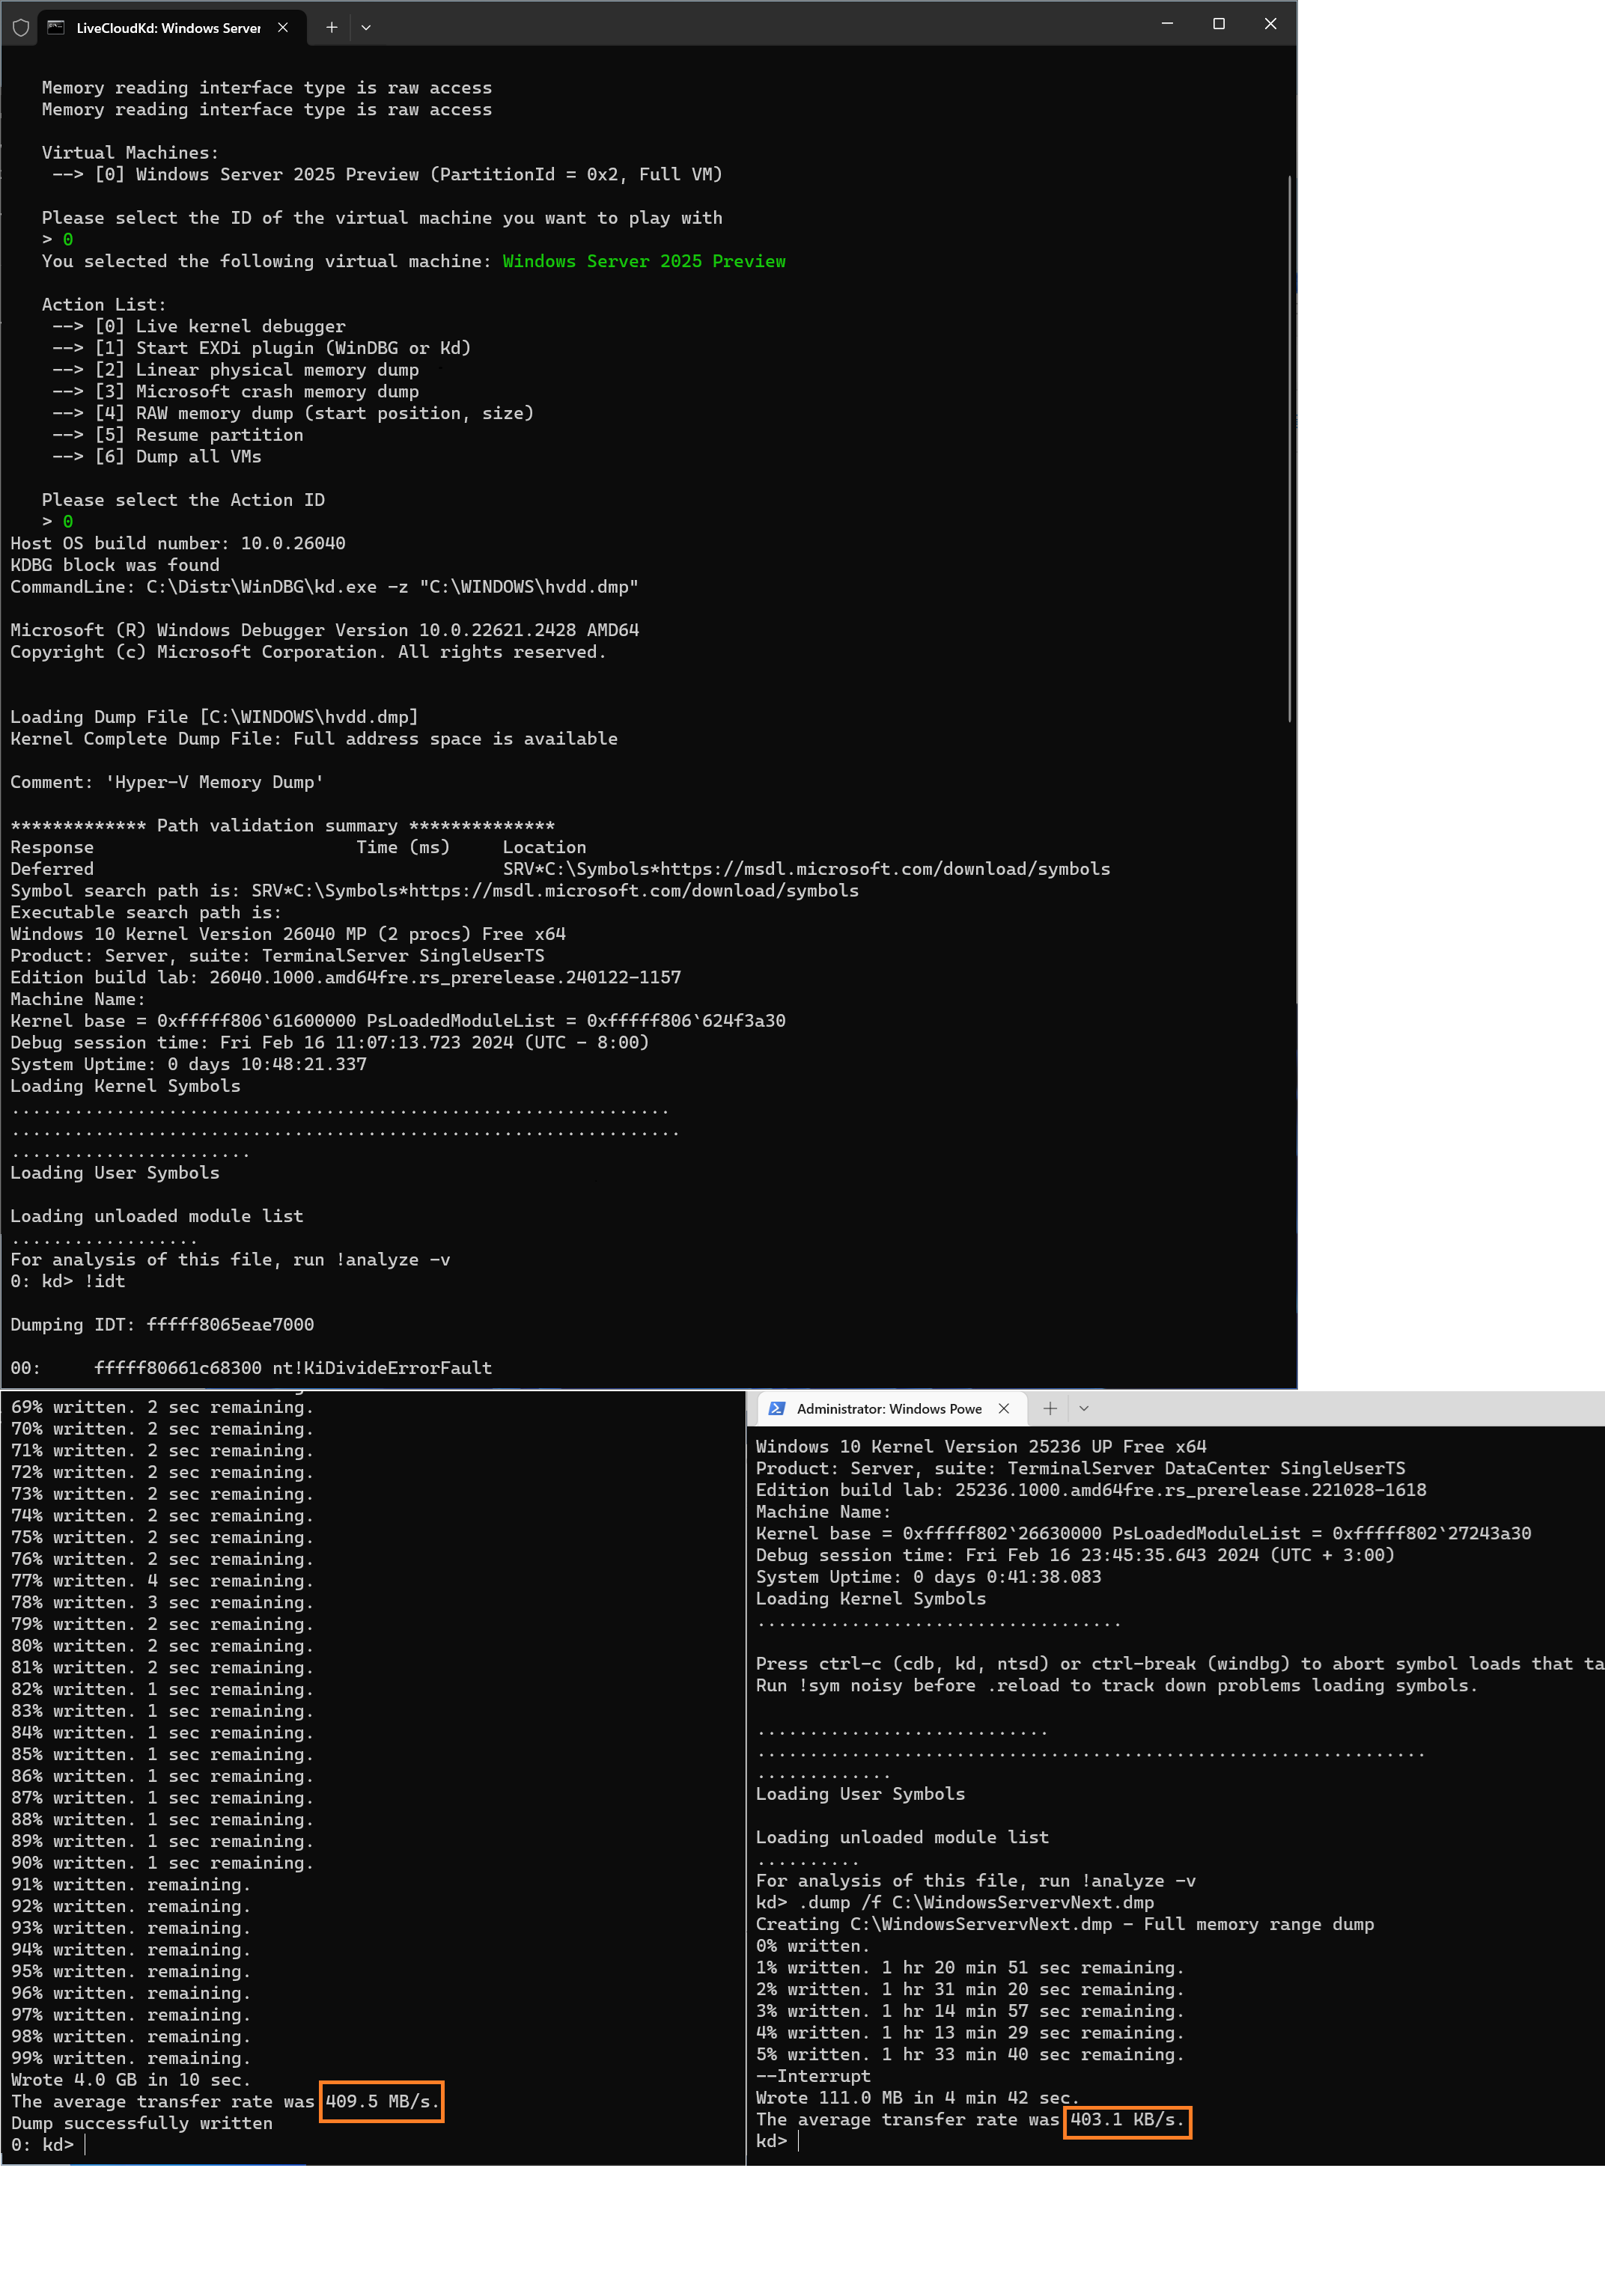 LiveCloudKd: Windows Server
Memory reading interface type is raw access
Memory reading interface type is raw access
Virtual Machines:
--> [0] Windows Server 2025 Preview (PartitionId = 0x2, Full VM)
Please select the ID of the virtual machine you want to play with
> 0
You selected the following virtual machine: Windows Server 2025 Preview
Action List:
--> [0] Live kernel debugger
--> [1] Start EXDi plugin (WinDBG or Kd)
--> [2] Linear physical memory dump
--> [3] Microsoft crash memory dump
--> [4] RAW memory dump (start position, size)
--> [5] Resume partition
--> [6] Dump all VMs
Please select the Action ID
> 0
Host OS build number: 10.0.26040
KDBG block was found
CommandLine: C:\Distr\WinDBG\kd.exe -z "C:\WINDOWS\hvdd.dmp"
Microsoft (R) Windows Debugger Version 10.0.22621.2428 AMD64
Copyright (c) Microsoft Corporation. All rights reserved.
Loading Dump File [C:\WINDOWS\hvdd.dmp]
Kernel Complete Dump File: Full address space is available
Comment: 'Hyper-V Memory Dump'
************* Path validation summary **************
Response                         Time (ms)     Location
Deferred                                       SRV*C:\Symbols*https://msdl.microsoft.com/download/symbols
Symbol search path is: SRV*C:\Symbols*https://msdl.microsoft.com/download/symbols
Executable search path is:
Windows 10 Kernel Version 26040 MP (2 procs) Free x64
Product: Server, suite: TerminalServer SingleUserTS
Edition build lab: 26040.1000.amd64fre.rs_prerelease.240122-1157
Machine Name:
Kernel base = 0xfffff806`61600000 PsLoadedModuleList = 0xfffff806`624f3a30
Debug session time: Fri Feb 16 11:07:13.723 2024 (UTC - 8:00)
System Uptime: 0 days 10:48:21.337
Loading Kernel Symbols
...............................................................
................................................................
.......................
Loading User Symbols
Loading unloaded module list
..................
For analysis of this file, run !analyze -v
0: kd> !idt
Dumping IDT: fffff8065eae7000
00:     fffff80661c68300 nt!KiDivideErrorFault
69% written. 2 sec remaining.
70% written. 2 sec remaining.
71% written. 2 sec remaining.
72% written. 2 sec remaining.
73% written. 2 sec remaining.
74% written. 2 sec remaining.
75% written. 2 sec remaining.
76% written. 2 sec remaining.
77% written. 4 sec remaining.
78% written. 3 sec remaining.
79% written. 2 sec remaining.
80% written. 2 sec remaining.
81% written. 2 sec remaining.
82% written. 1 sec remaining.
83% written. 1 sec remaining.
84% written. 1 sec remaining.
85% written. 1 sec remaining.
86% written. 1 sec remaining.
87% written. 1 sec remaining.
88% written. 1 sec remaining.
89% written. 1 sec remaining.
90% written. 1 sec remaining.
91% written. remaining.
92% written. remaining.
93% written. remaining.
94% written. remaining.
95% written. remaining.
96% written. remaining.
97% written. remaining.
98% written. remaining.
99% written. remaining.
Wrote 4.0 GB in 10 sec.
The average transfer rate was 409.5 MB/s.
Dump successfully written
0: kd>
Administrator: Windows Powe
Windows 10 Kernel Version 25236 UP Free x64
Product: Server, suite: TerminalServer DataCenter SingleUserTS
Edition build lab: 25236.1000.amd64fre.rs_prerelease.221028-1618
Machine Name:
Kernel base = 0xfffff802`26630000 PsLoadedModuleList = 0xfffff802`27243a30
Debug session time: Fri Feb 16 23:45:35.643 2024 (UTC + 3:00)
System Uptime: 0 days 0:41:38.083
Loading Kernel Symbols
...................................
Press ctrl-c (cdb, kd, ntsd) or ctrl-break (windbg) to abort symbol loads that ta
Run !sym noisy before .reload to track down problems loading symbols.
............................
................................................................
.............
Loading User Symbols
Loading unloaded module list
..........
For analysis of this file, run !analyze -v
kd> .dump /f C:\WindowsServervNext.dmp
Creating C:\WindowsServervNext.dmp - Full memory range dump
0% written.
1% written. 1 hr 20 min 51 sec remaining.
2% written. 1 hr 31 min 20 sec remaining.
3% written. 1 hr 14 min 57 sec remaining.
4% written. 1 hr 13 min 29 sec remaining.
5% written. 1 hr 33 min 40 sec remaining.
--Interrupt
Wrote 111.0 MB in 4 min 42 sec.
The average transfer rate was 403.1 KB/s.
kd>